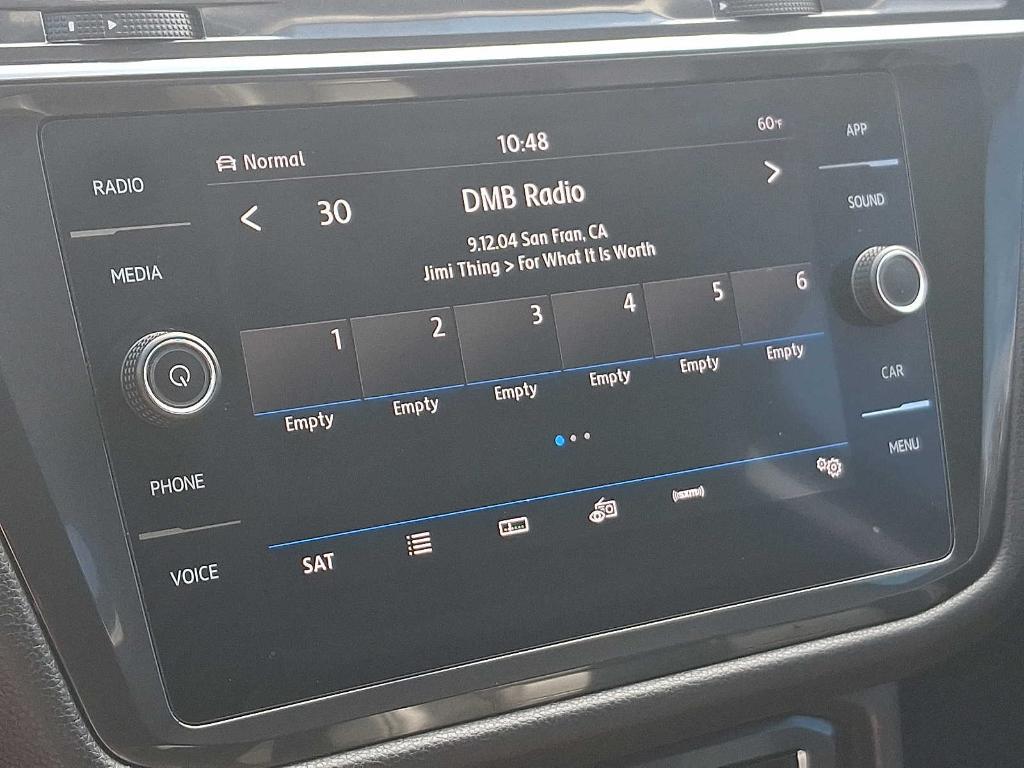 Normal
10:48
60°F
APP
RADIO
SOUND
30
DMB Radio
9.12.04 San Fran, CA
Jimi Thing > For What It Is Worth
MEDIA
1
2
3
4
5
6
Empty
Empty
Empty
Empty
Empty
Empty
CAR
MENU
PHONE
VOICE
SAT
((SXM))